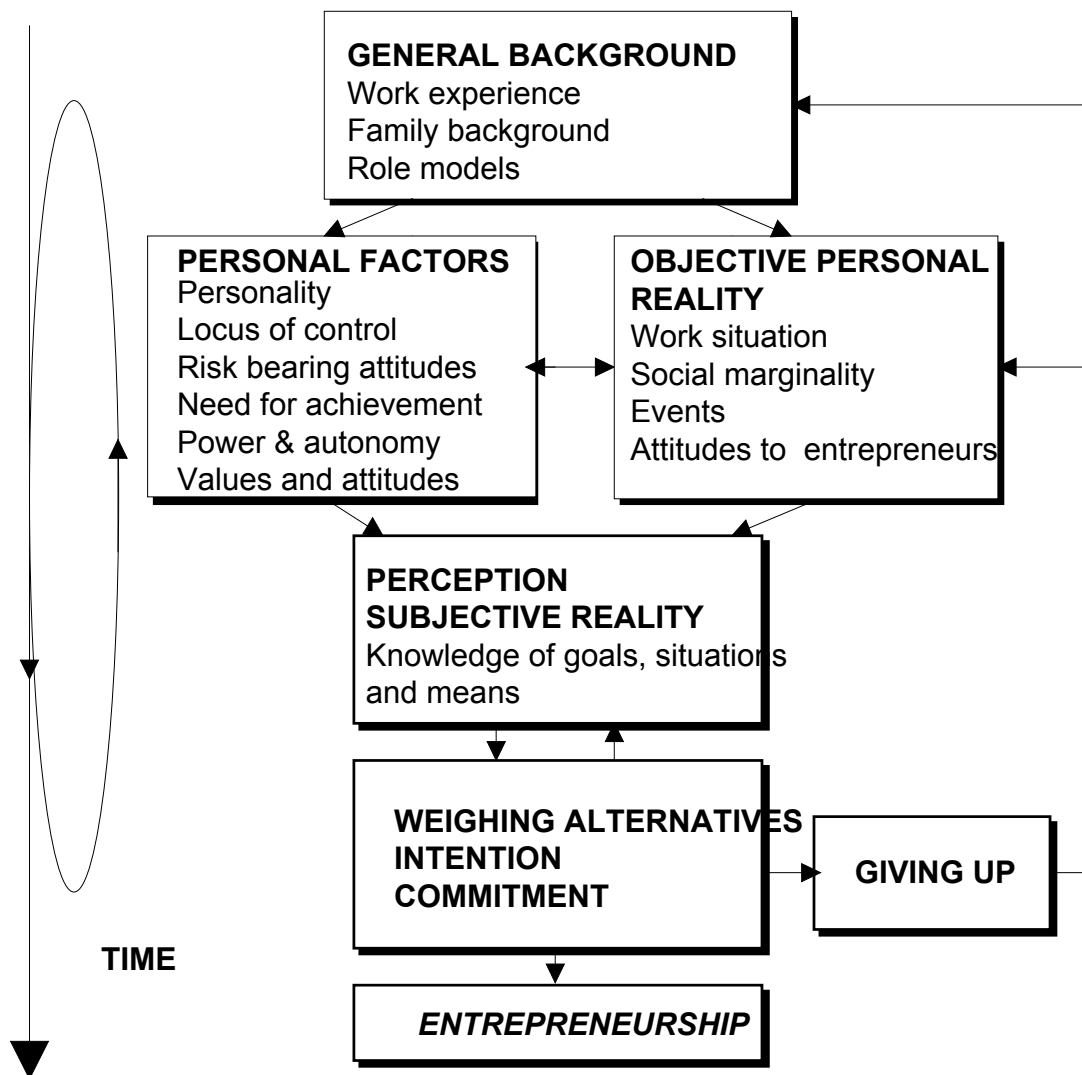 GENERAL BACKGROUND
Work experience
Family background
Role models
PERSONAL FACTORS
Personality
Locus of control
Risk bearing attitudes
Need for achievement
Power & autonomy
Values and attitudes
OBJECTIVE PERSONAL
REALITY
Work situation
Social marginality
Events
Attitudes to entrepreneurs
PERCEPTION
SUBJECTIVE REALITY
Knowledge of goals, situations
and means
WEIGHING ALTERNATIVES
INTENTION
COMMITMENT
GIVING UP
TIME
ENTREPRENEURSHIP